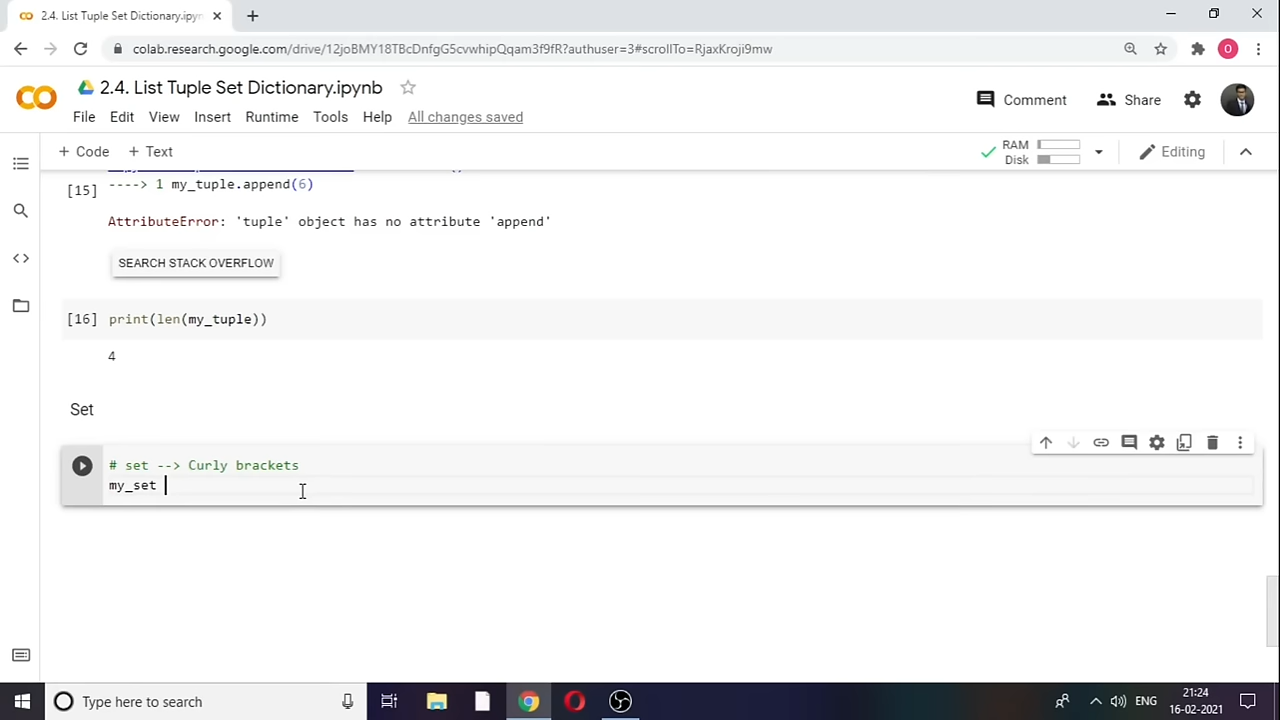 2.4. List Tuple Set Dictionary.ipyn
colab.research.google.com/drive/12joBMY18TBcDnfgG5cvwhipQqam3f9fR?authuser=3#scrollTo=RjaxKroji9mw
O
2.4. List Tuple Set Dictionary.ipynb
Comment
Share
File Edit View Insert Runtime Tools Help All changes saved
+ Code + Text
RAM
Disk
Editing
[15]
----> 1 my_tuple.append(6)
AttributeError: 'tuple' object has no attribute 'append'
SEARCH STACK OVERFLOW
[16] print(len(my_tuple))
4
Set
# set --> Curly brackets
my_set
Type here to search
ENG
21:24
16-02-2021